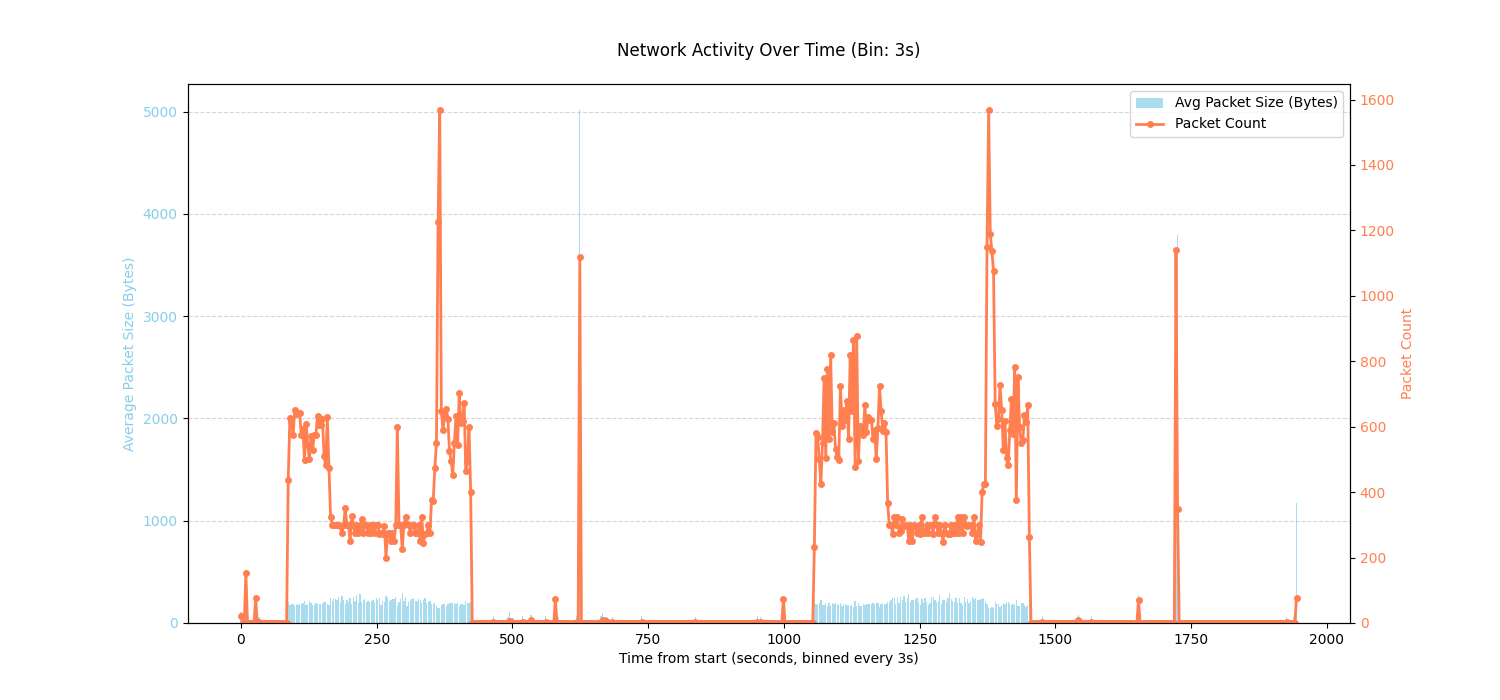 Network Activity Over Time (Bin: 3s)
Avg Packet Size (Bytes)
Packet Count
5000
4000
3000
2000
1000
0
Average Packet Size (Bytes)
1600
1400
1200
1000
800
600
400
200
0
Packet Count
0 250 500 750 1000 1250 1500 1750 2000
Time from start (seconds, binned every 3s)